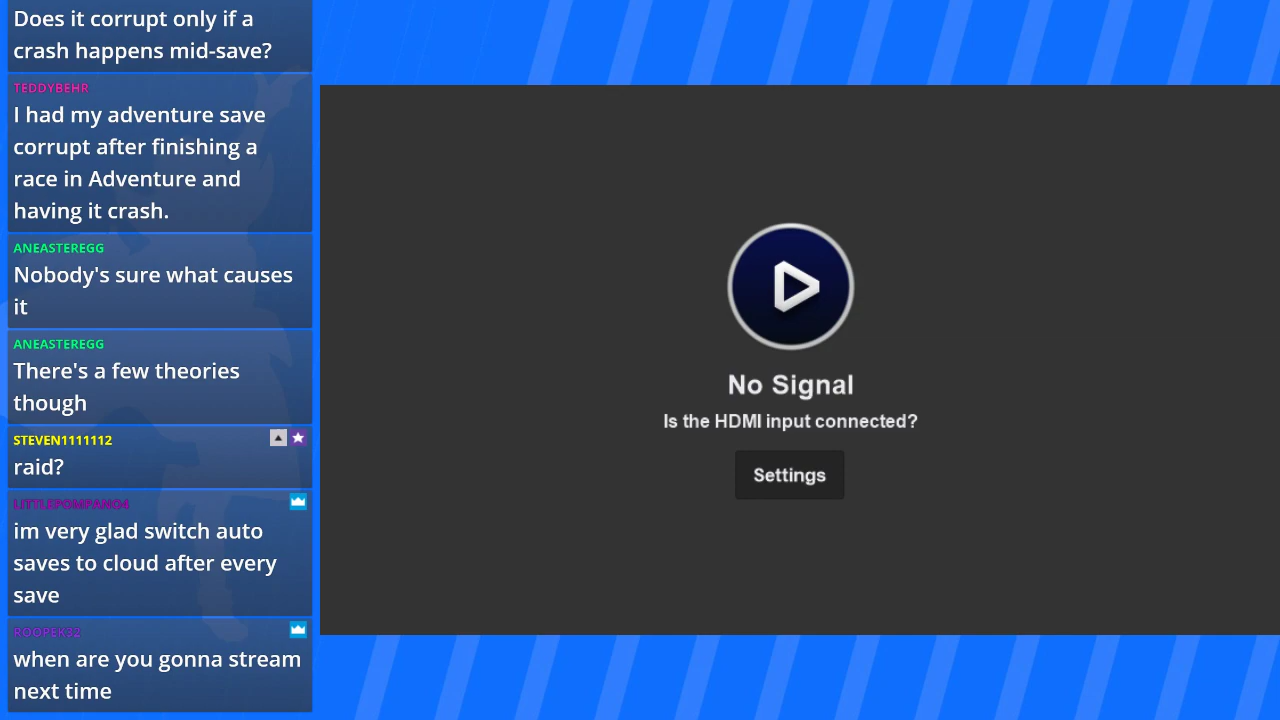 Does it corrupt only if a
crash happens mid-save?
TEDDYBEHR
I had my adventure save
corrupt after finishing a
race in Adventure and
having it crash.
ANEASTEREGG
Nobody's sure what causes
it
ANEASTEREGG
There's a few theories
though
STEVEN1111112
raid?
LITTLEPOMPANO4
im very glad switch auto
saves to cloud after every
save
ROOPEK32
when are you gonna stream
next time
No Signal
Is the HDMI input connected?
Settings